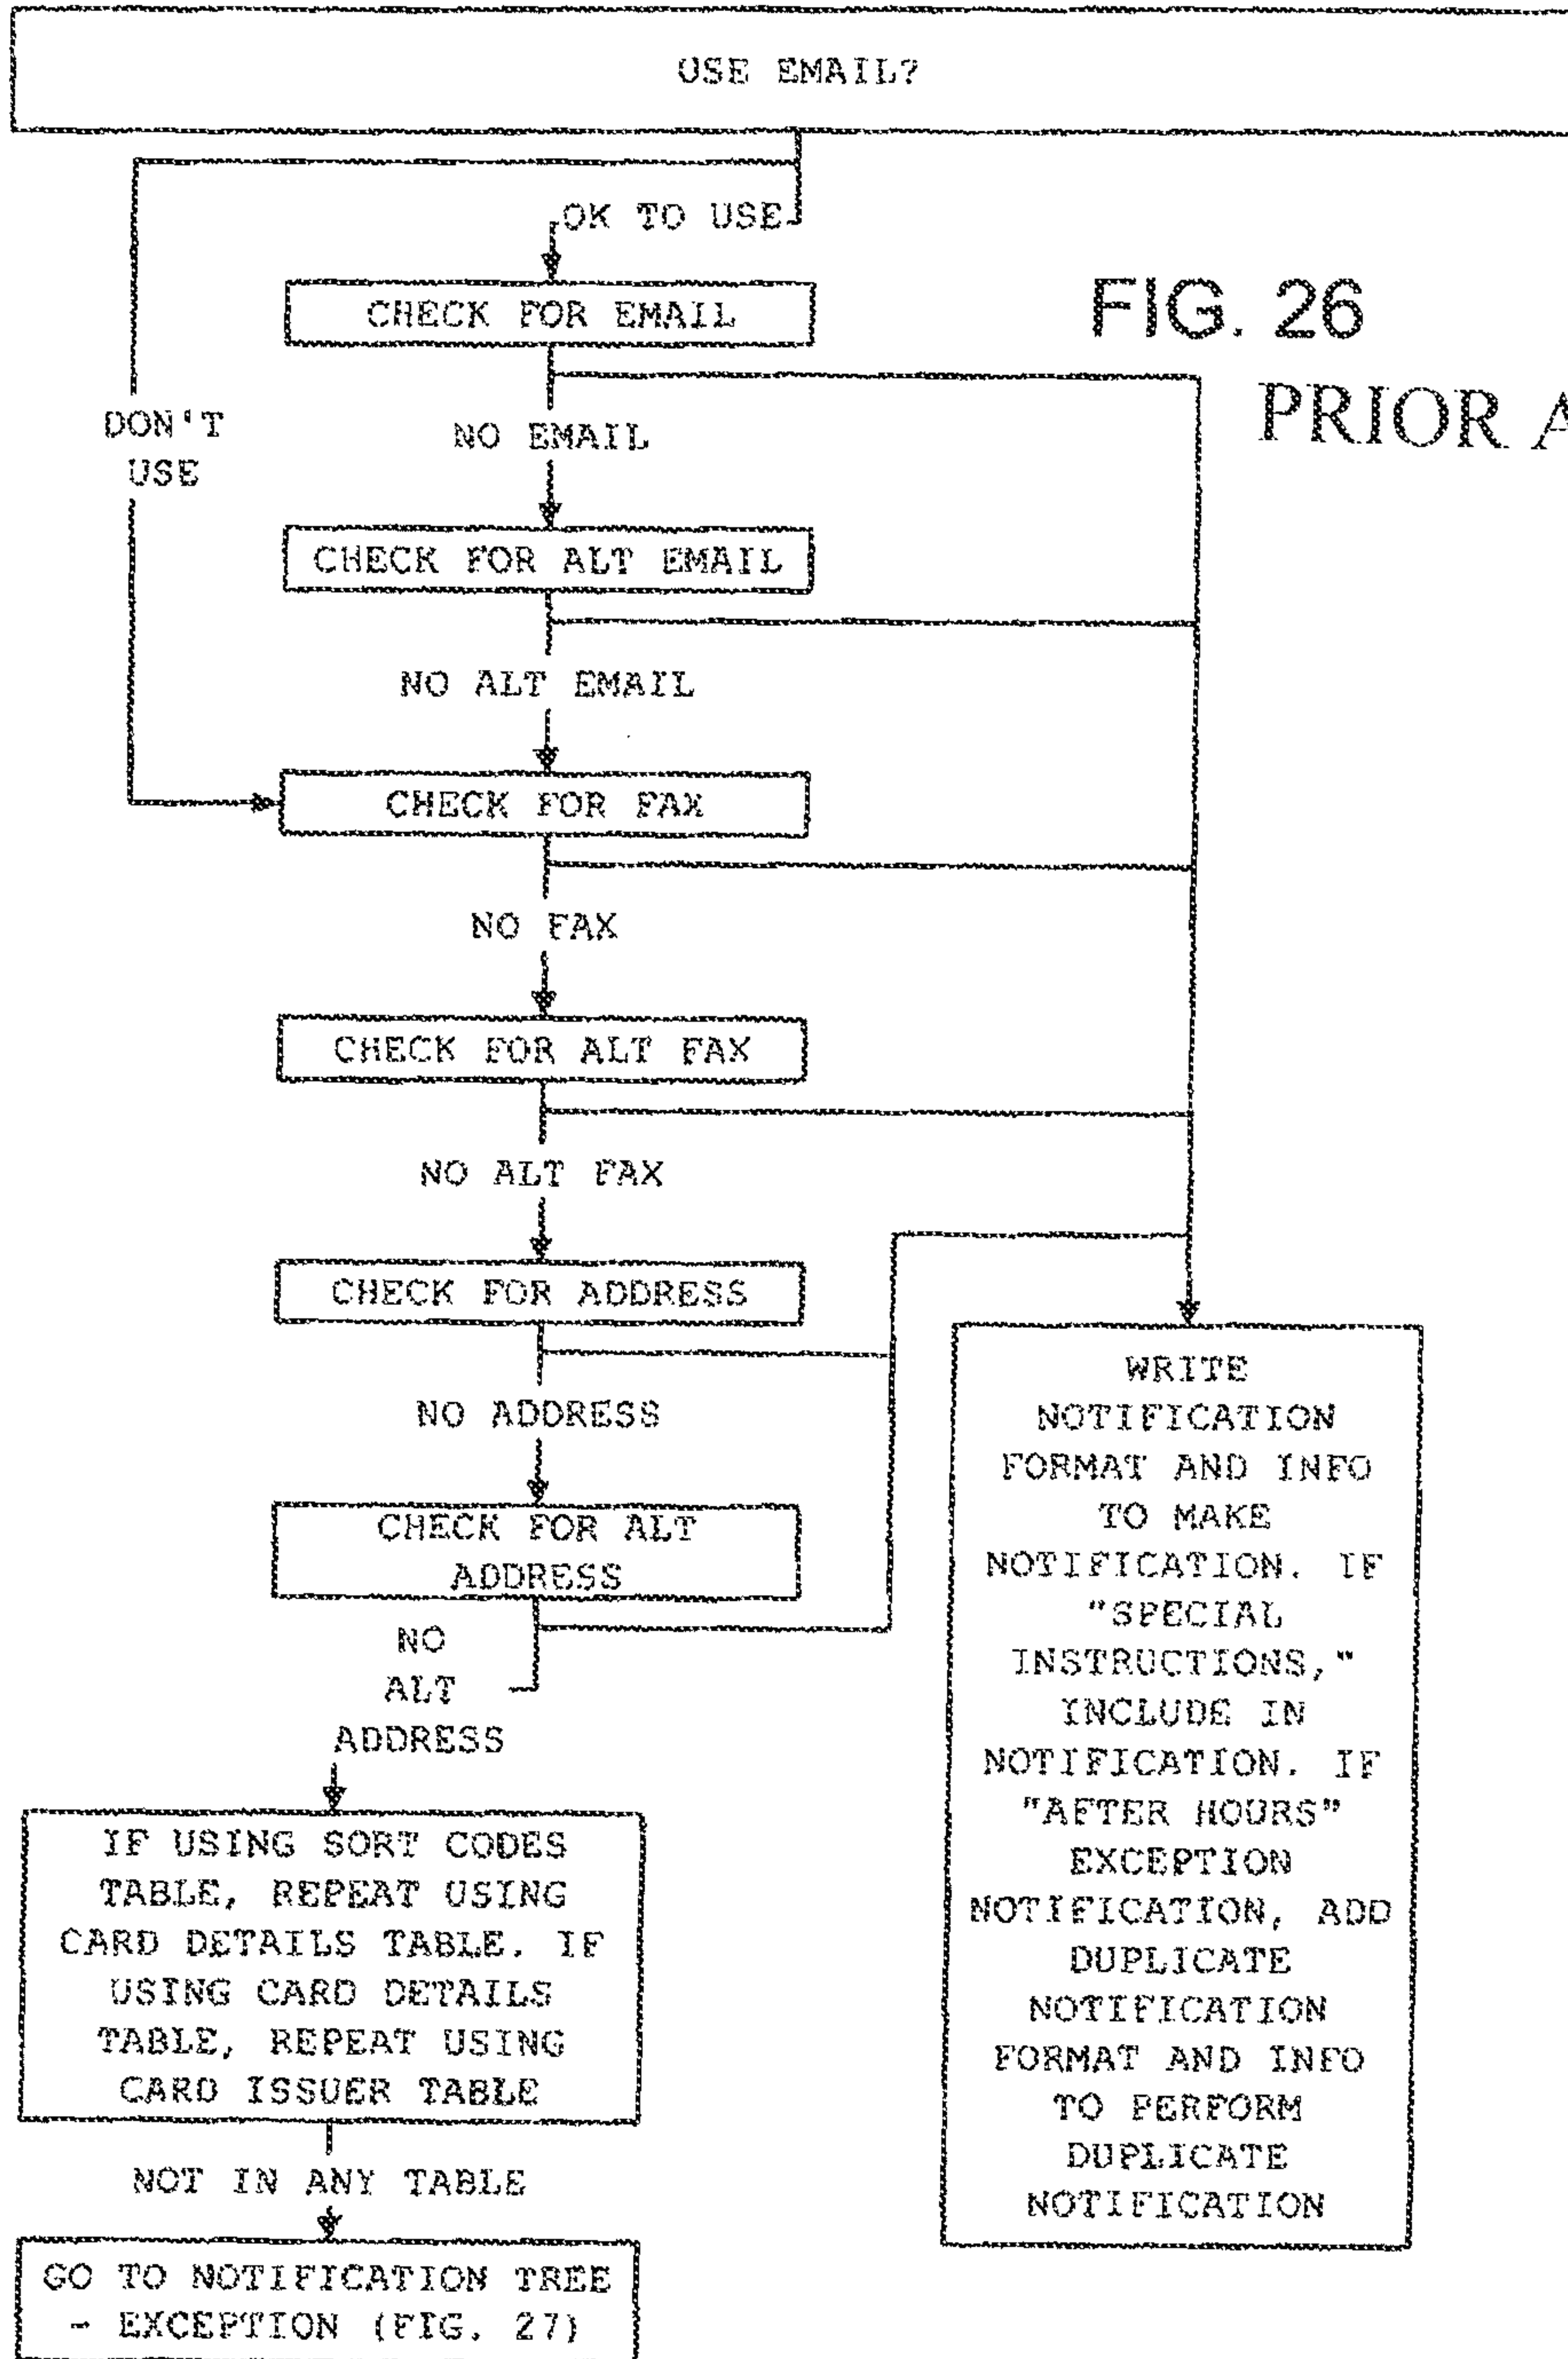 USE EMAIL?
OK TO USE
CHECK FOR EMAIL
FIG. 26
PRIOR A
DON'T
USE
NO EMAIL
CHECK FOR ALT EMAIL
NO ALT EMAIL
CHECK FOR FAX
NO FAX
CHECK FOR ALT FAX
NO ALT FAX
CHECK FOR ADDRESS
NO ADDRESS
CHECK FOR ALT
ADDRESS
NO
ALT
ADDRESS
IF USING SORT CODES
TABLE, REPEAT USING
CARD DETAILS TABLE. IF
USING CARD DETAILS
TABLE, REPEAT USING
CARD ISSUER TABLE
NOT IN ANY TABLE
GO TO NOTIFICATION TREE
- EXCEPTION (FIG. 27)
WRITE
NOTIFICATION
FORMAT AND INFO
TO MAKE
NOTIFICATION. IF
"SPECIAL
INSTRUCTIONS,"
INCLUDE IN
NOTIFICATION. IF
"AFTER HOURS"
EXCEPTION
NOTIFICATION, ADD
DUPLICATE
NOTIFICATION
FORMAT AND INFO
TO PERFORM
DUPLICATE
NOTIFICATION